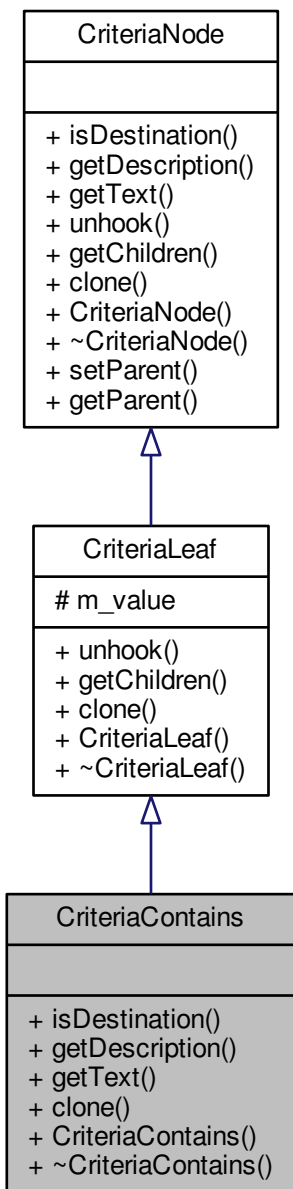 CriteriaNode
+ isDestination()
+ getDescription()
+ getText()
+ unhook()
+ getChildren()
+ clone()
+ CriteriaNode()
+ ~CriteriaNode()
+ setParent()
+ getParent()
CriteriaLeaf
# m_value
+ unhook()
+ getChildren()
+ clone()
+ CriteriaLeaf()
+ ~CriteriaLeaf()
CriteriaContains
+ isDestination()
+ getDescription()
+ getText()
+ clone()
+ CriteriaContains()
+ ~CriteriaContains()